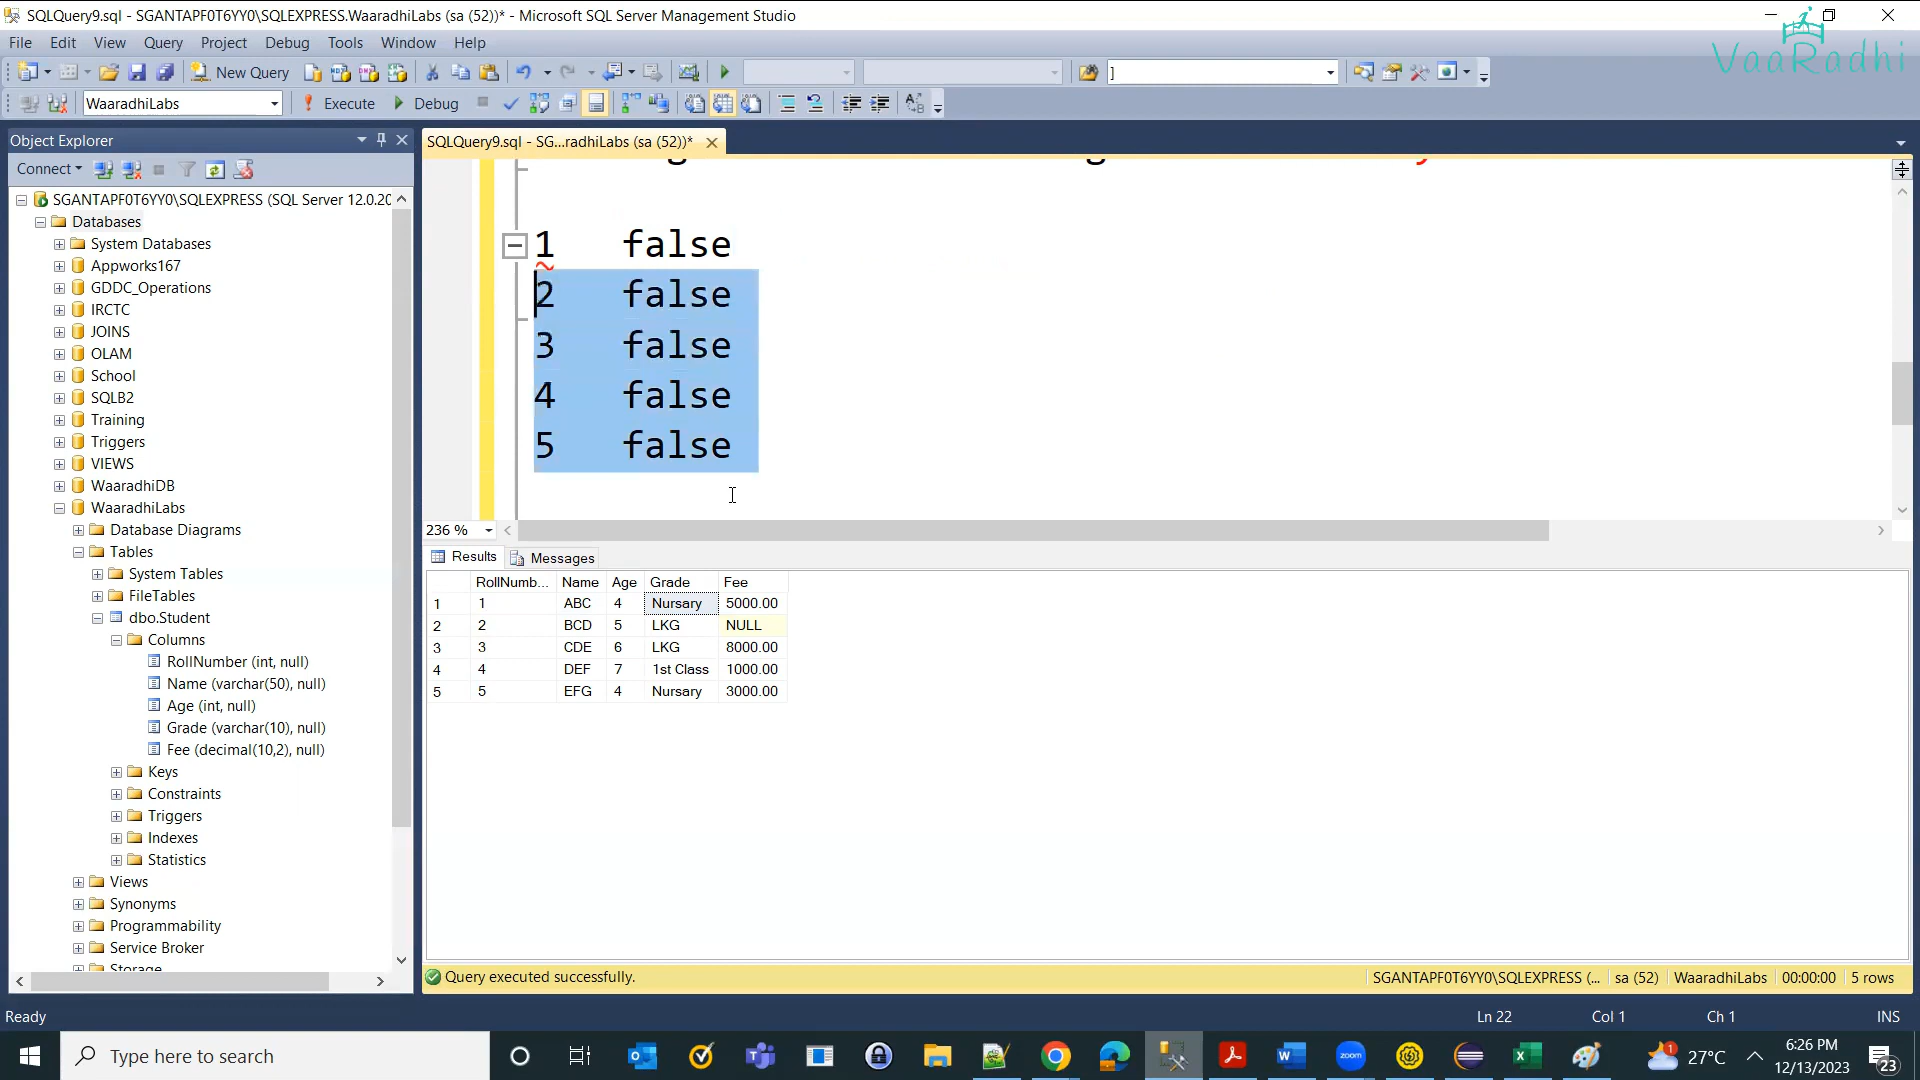 SQLQuery9.sql - SGANTAPF0T6YY0\SQLEXPRESS.WaaradhiLabs (sa (52))* - Microsoft SQL Server Management Studio
VaaRadhi
File Edit View Query Project Debug Tools Window Help
New Query ]
WaaradhiLabs Execute Debug
Object Explorer
SQLQuery9.sql - SG...radhiLabs (sa (52))*
Connect
SGANTAPF0T6YY0\SQLEXPRESS (SQL Server 12.0.20
Databases
System Databases
Appworks167
GDDC_Operations
IRCTC
JOINS
OLAM
School
SQLB2
Training
Triggers
VIEWS
WaaradhiDB
WaaradhiLabs
Database Diagrams
Tables
System Tables
FileTables
dbo.Student
Columns
RollNumber (int, null)
Name (varchar(50), null)
Age (int, null)
Grade (varchar(10), null)
Fee (decimal(10,2), null)
Keys
Constraints
Triggers
Indexes
Statistics
Views
Synonyms
Programmability
Service Broker
Storage
1 false
2 false
3 false
4 false
5 false
236 %
Results Messages
RollNumb... Name Age Grade Fee
1 1 ABC 4 Nursary 5000.00
2 2 BCD 5 LKG NULL
3 3 CDE 6 LKG 8000.00
4 4 DEF 7 1st Class 1000.00
5 5 EFG 4 Nursary 3000.00
Query executed successfully. SGANTAPF0T6YY0\SQLEXPRESS (... sa (52) WaaradhiLabs 00:00:00 5 rows
Ready Ln 22 Col 1 Ch 1 INS
Type here to search
zoom
1 27°C
6:26 PM
12/13/2023
23